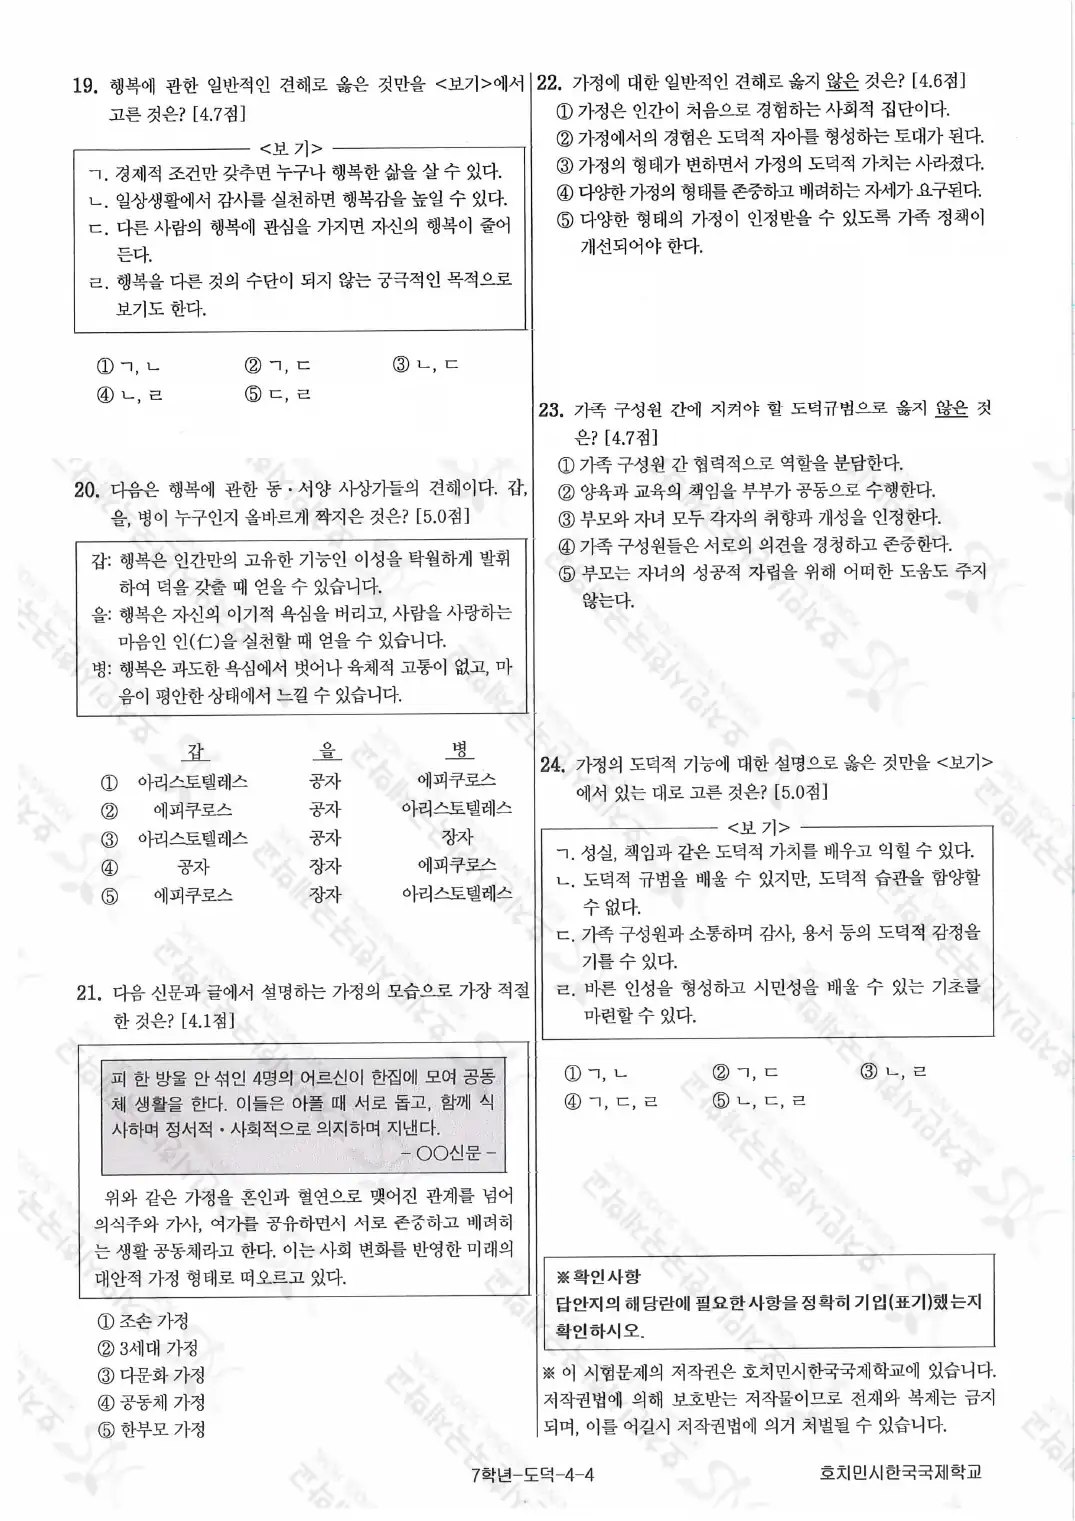 19. 행복에 관한 일반적인 견해로 옳은 것만을 <보기>에서
고른 것은? [4.7점]
<보 기>
ㄱ. 경제적 조건만 갖추면 누구나 행복한 삶을 살 수 있다.
ㄴ. 일상생활에서 감사를 실천하면 행복감을 높일 수 있다.
ㄷ. 다른 사람의 행복에 관심을 가지면 자신의 행복이 줄어
든다.
ㄹ. 행복을 다른 것의 수단이 되지 않는 궁극적인 목적으로
보기도 한다.
① ㄱ, ㄴ ② ㄱ, ㄷ ③ ㄴ, ㄷ
④ ㄴ, ㄹ ⑤ ㄷ, ㄹ
20. 다음은 행복에 관한 동·서양 사상가들의 견해이다. 갑,
을, 병이 누구인지 올바르게 짝지은 것은? [5.0점]
갑: 행복은 인간만의 고유한 기능인 이성을 탁월하게 발휘
하여 덕을 갖출 때 얻을 수 있습니다.
을: 행복은 자신의 이기적 욕심을 버리고, 사람을 사랑하는
마음인 인(仁)을 실천할 때 얻을 수 있습니다.
병: 행복은 과도한 욕심에서 벗어나 육체적 고통이 없고, 마
음이 평안한 상태에서 느낄 수 있습니다.
갑 을 병
① 아리스토텔레스 공자 에피쿠로스
② 에피쿠로스 공자 아리스토텔레스
③ 아리스토텔레스 공자 장자
④ 공자 장자 에피쿠로스
⑤ 에피쿠로스 장자 아리스토텔레스
21. 다음 신문과 글에서 설명하는 가정의 모습으로 가장 적절
한 것은? [4.1점]
피 한 방울 안 섞인 4명의 어르신이 한집에 모여 공동
체 생활을 한다. 이들은 아플 때 서로 돕고, 함께 식
사하며 정서적·사회적으로 의지하며 지낸다.
- ○○신문 -
위와 같은 가정을 혼인과 혈연으로 맺어진 관계를 넘어
의식주와 가사, 여가를 공유하면서 서로 존중하고 배려하
는 생활 공동체라고 한다. 이는 사회 변화를 반영한 미래의
대안적 가정 형태로 떠오르고 있다.
① 조손 가정
② 3세대 가정
③ 다문화 가정
④ 공동체 가정
⑤ 한부모 가정
22. 가정에 대한 일반적인 견해로 옳지 않은 것은? [4.6점]
① 가정은 인간이 처음으로 경험하는 사회적 집단이다.
② 가정에서의 경험은 도덕적 자아를 형성하는 토대가 된다.
③ 가정의 형태가 변하면서 가정의 도덕적 가치는 사라졌다.
④ 다양한 가정의 형태를 존중하고 배려하는 자세가 요구된다.
⑤ 다양한 형태의 가정이 인정받을 수 있도록 가족 정책이
개선되어야 한다.
23. 가족 구성원 간에 지켜야 할 도덕규범으로 옳지 않은 것
은? [4.7점]
① 가족 구성원 간 협력적으로 역할을 분담한다.
② 양육과 교육의 책임을 부부가 공동으로 수행한다.
③ 부모와 자녀 모두 각자의 취향과 개성을 인정한다.
④ 가족 구성원들은 서로의 의견을 경청하고 존중한다.
⑤ 부모는 자녀의 성공적 자립을 위해 어떠한 도움도 주지
않는다.
24. 가정의 도덕적 기능에 대한 설명으로 옳은 것만을 <보기>
에서 있는 대로 고른 것은? [5.0점]
<보 기>
ㄱ. 성실, 책임과 같은 도덕적 가치를 배우고 익힐 수 있다.
ㄴ. 도덕적 규범을 배울 수 있지만, 도덕적 습관을 함양할
수 없다.
ㄷ. 가족 구성원과 소통하며 감사, 용서 등의 도덕적 감정을
기를 수 있다.
ㄹ. 바른 인성을 형성하고 시민성을 배울 수 있는 기초를
마련할 수 있다.
① ㄱ, ㄴ ② ㄱ, ㄷ ③ ㄴ, ㄹ
④ ㄱ, ㄷ, ㄹ ⑤ ㄴ, ㄷ, ㄹ
※확인사항
답안지의 해당란에 필요한 사항을 정확히 기입(표기)했는지
확인하시오.
※ 이 시험문제의 저작권은 호치민시한국국제학교에 있습니다.
저작권법에 의해 보호받는 저작물이므로 전재와 복제는 금지
되며, 이를 어길시 저작권법에 의거 처벌될 수 있습니다.
7학년-도덕-4-4 호치민시한국국제학교